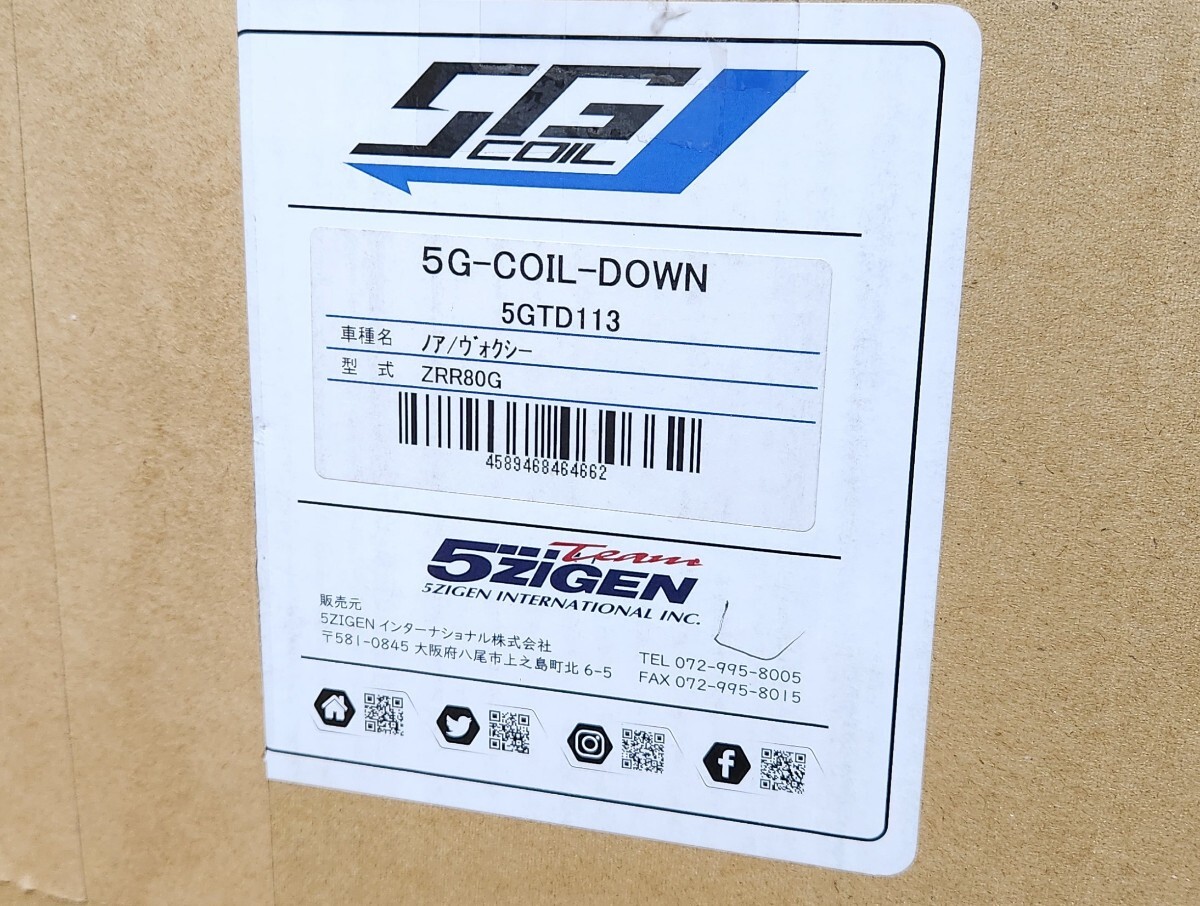 5G
COIL
5G-COIL-DOWN
5GTD113
車種名 ﾉｱ/ｳﾞｫｸｼｰ
型 式 ZRR80G
4589468464662
5ZIGEN Team
5ZIGEN INTERNATIONAL INC.
販売元
5ZIGEN インターナショナル株式会社
〒581-0845 大阪府八尾市上之島町北 6-5
TEL 072-995-8005
FAX 072-995-8015